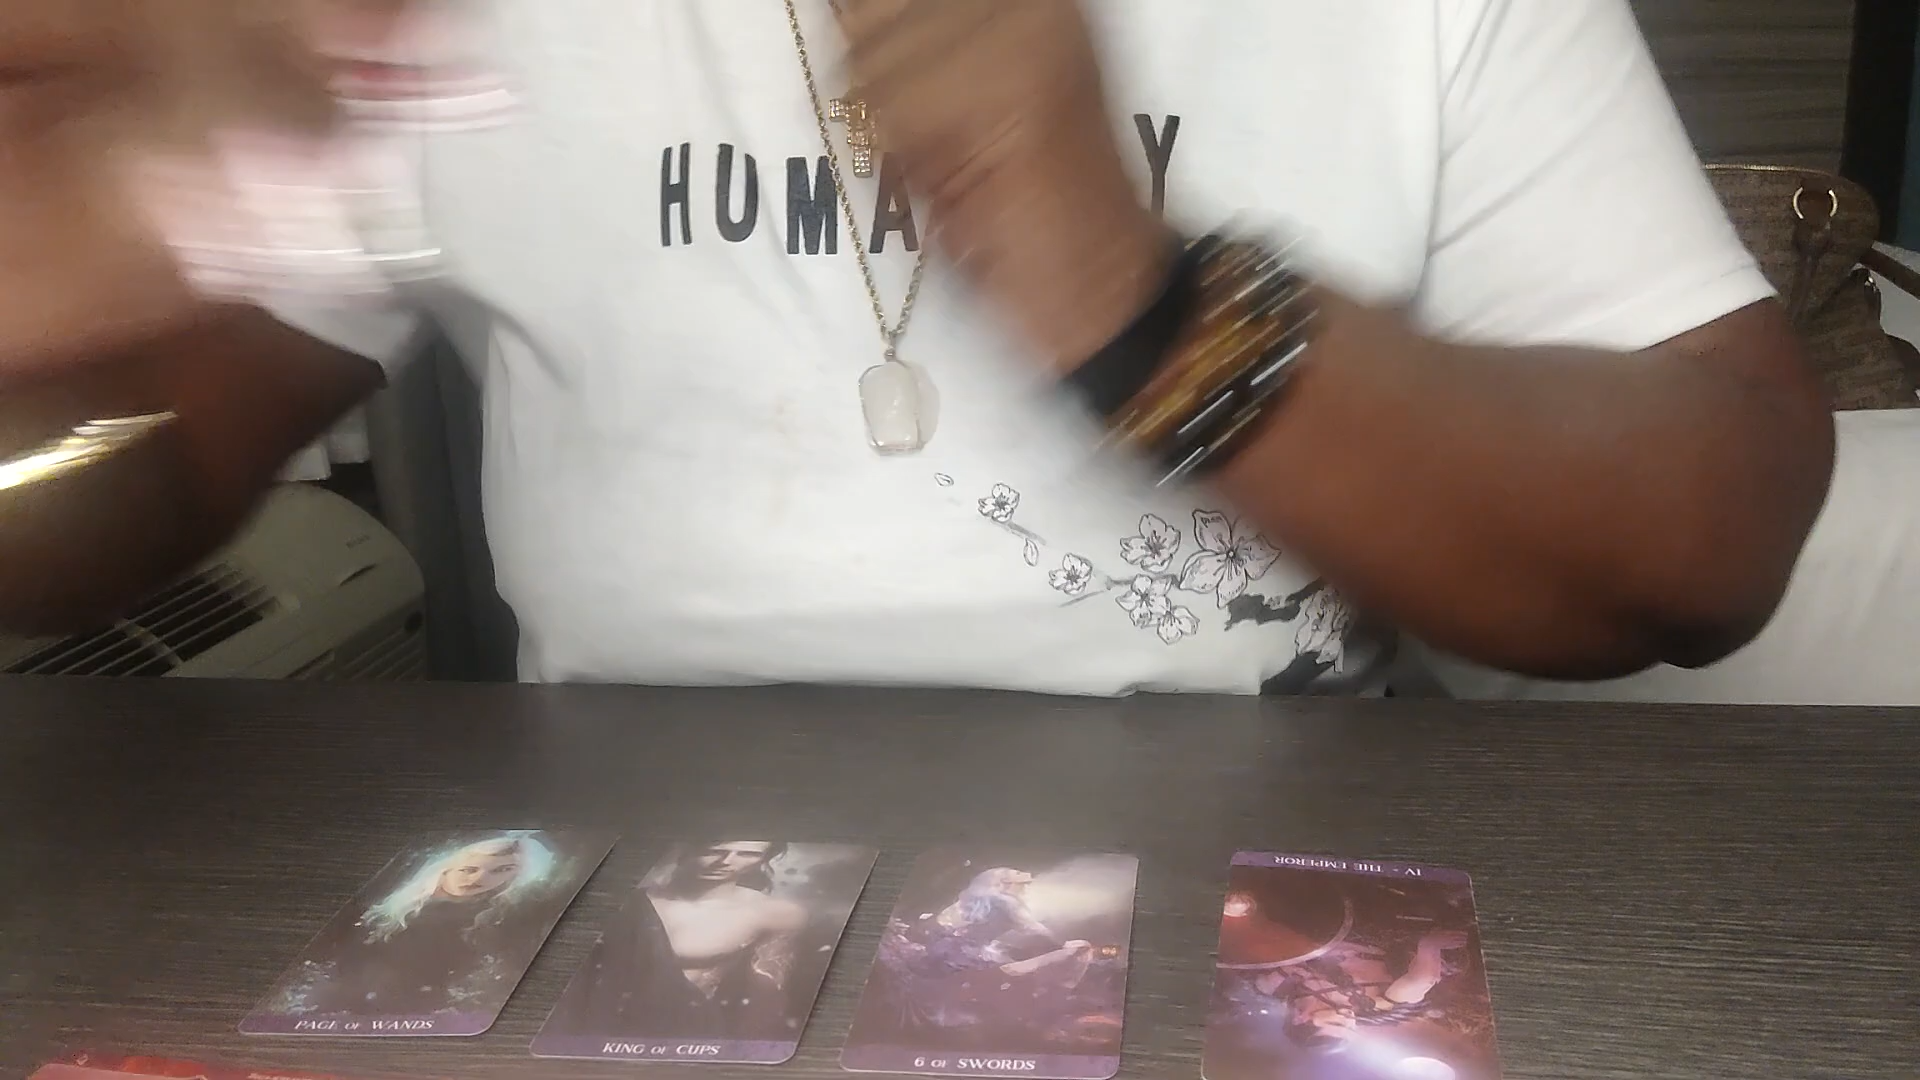 HUMA Y
IV - THE EMPEROR
PAGE OF WANDS
KING OF CUPS
6 OF SWORDS